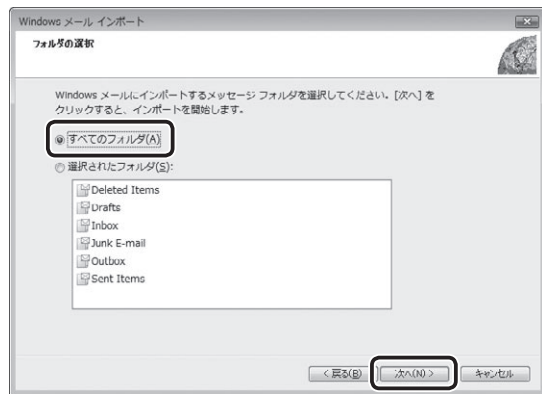 Windows メール インポート
フォルダの選択
Windows メールにインポートするメッセージ フォルダを選択してください。[次へ] を
クリックすると、インポートを開始します。
すべてのフォルダ(A)
選択されたフォルダ(S):
Deleted Items
Drafts
Inbox
Junk E-mail
Outbox
Sent Items
< 戻る(B)
次へ(N) >
キャンセル